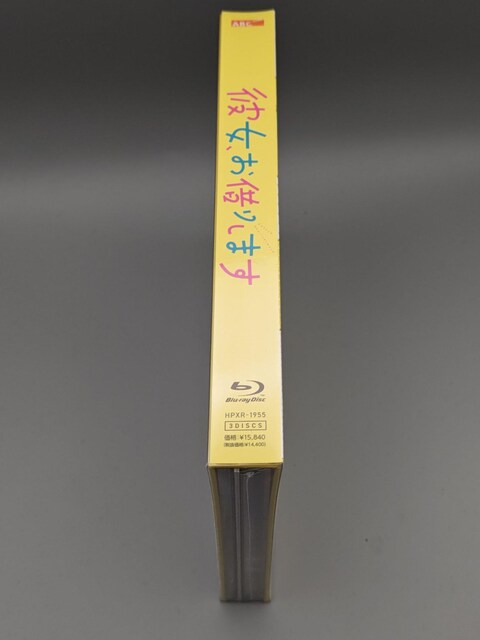 ABC
彼女、お借りします
Blu-ray Disc
HPXR-1955
3DISCS
価格:¥15,840
(税抜価格¥14,400)